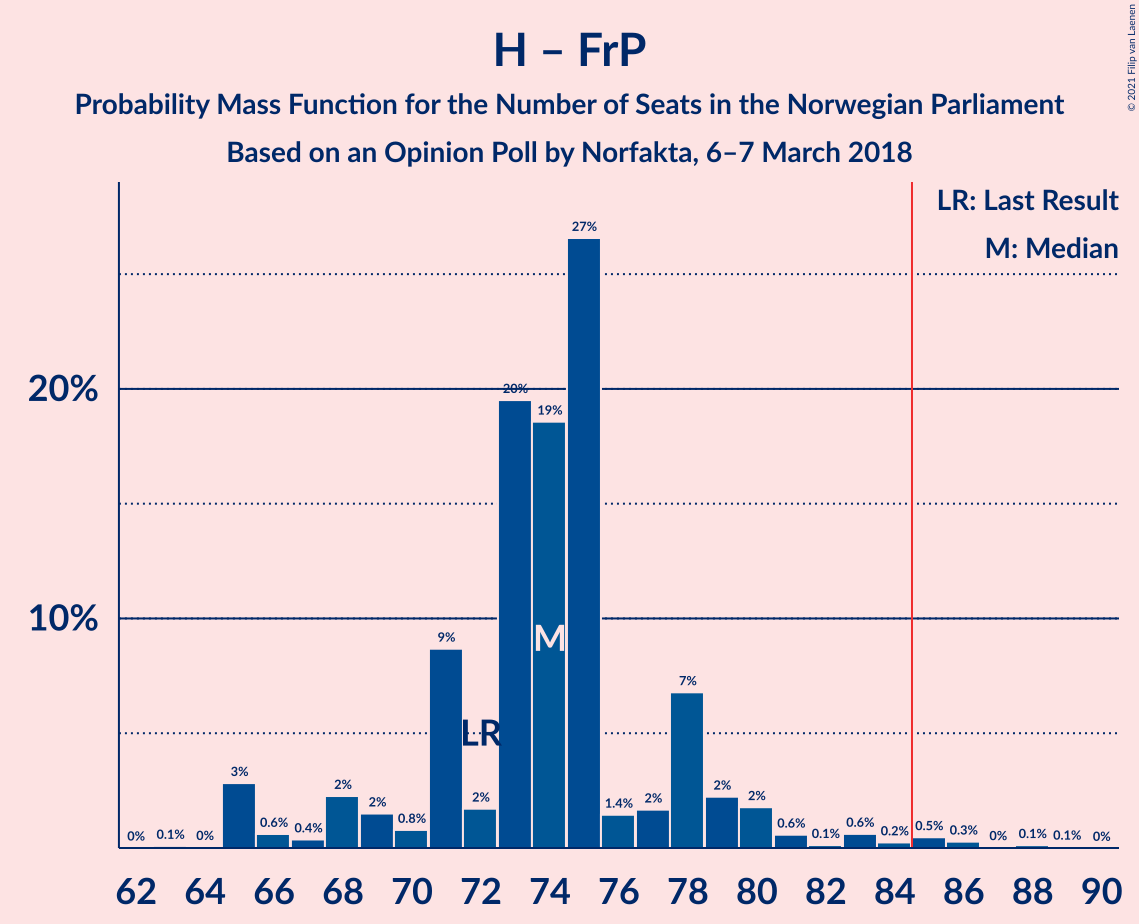 H – FrP
Probability Mass Function for the Number of Seats in the Norwegian Parliament
Based on an Opinion Poll by Norfakta, 6–7 March 2018
© 2021 Filip van Laenen
LR: Last Result
M: Median
20%
10%
0% 0.1% 0% 3% 0.6% 0.4% 2% 2% 0.8% 9% 2% 20% 19% 27% 1.4% 2% 7% 2% 2% 0.6% 0.1% 0.6% 0.2% 0.5% 0.3% 0% 0.1% 0.1% 0%
LR
M
62 64 66 68 70 72 74 76 78 80 82 84 86 88 90